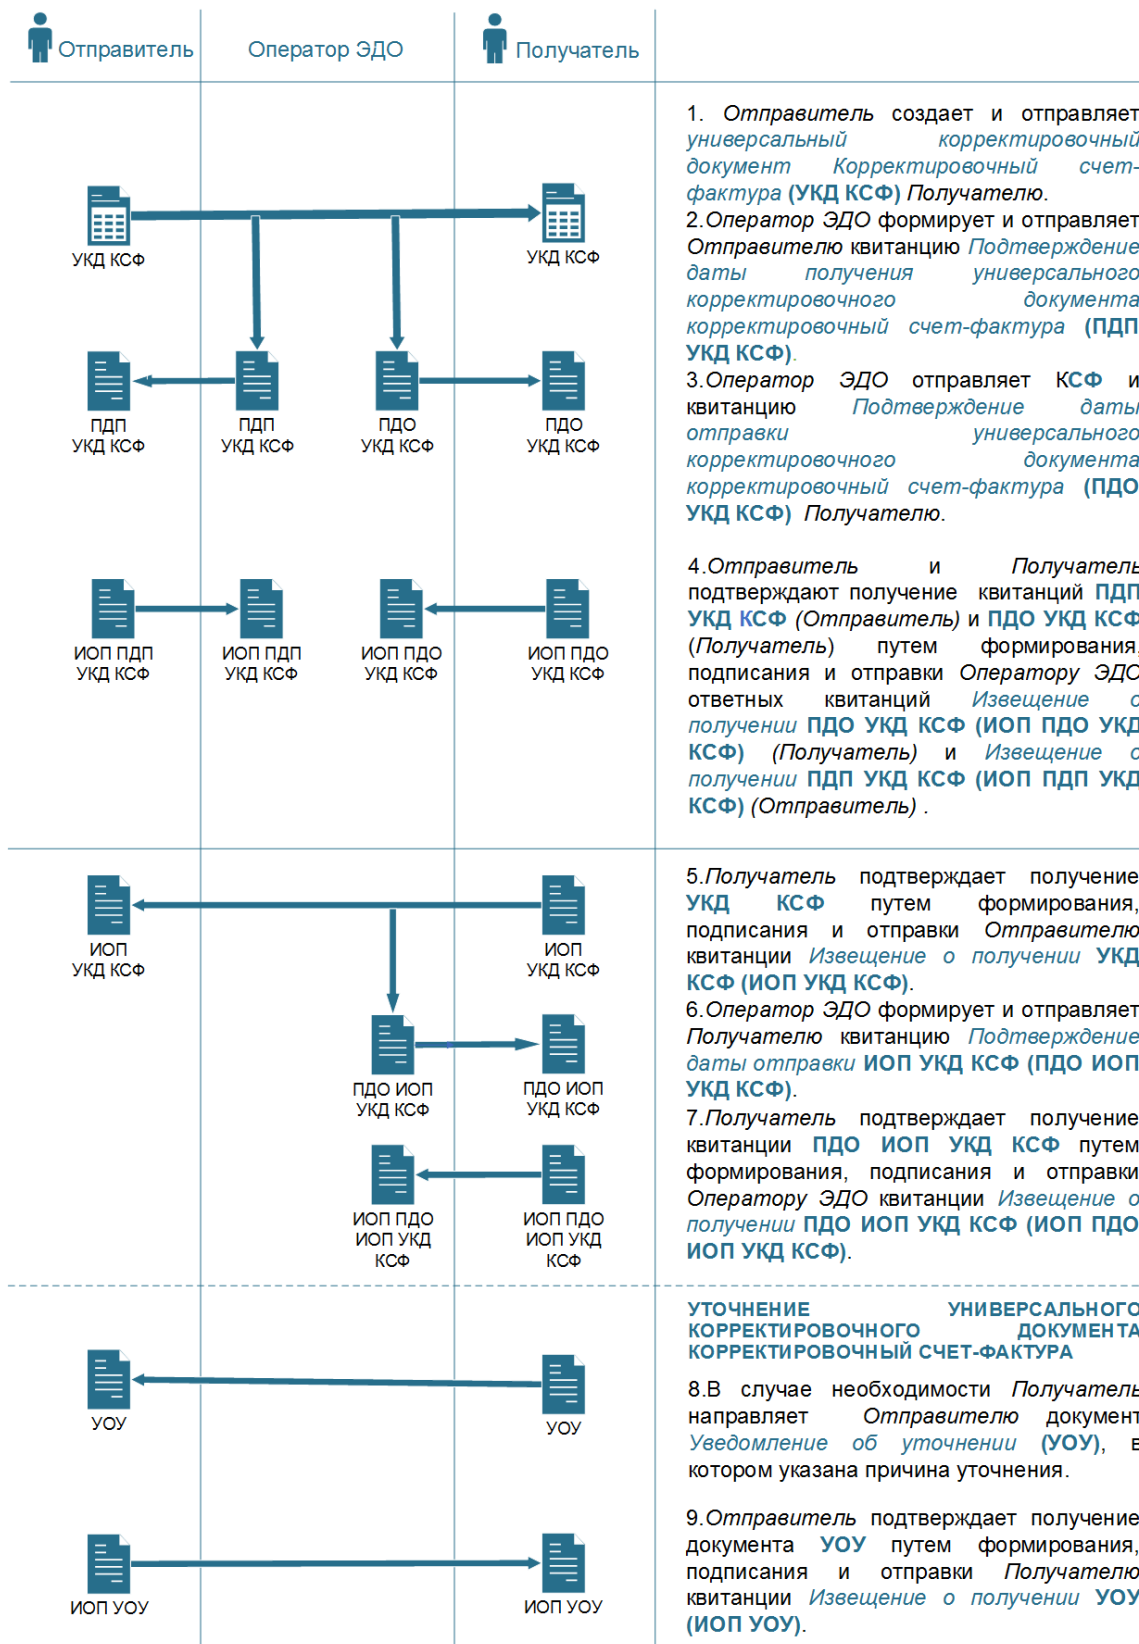 Отправитель
Оператор ЭДО
Получатель
1. Отправитель создает и отправляет
универсальный корректировочный
документ Корректировочный счет-
фактура (УКД КСФ) Получателю.
2.Оператор ЭДО формирует и отправляет
Отправителю квитанцию Подтверждение
даты получения универсального
корректировочного документа
корректировочный счет-фактура (ПДП
УКД КСФ).
3.Оператор ЭДО отправляет КСФ и
квитанцию Подтверждение даты
отправки универсального
корректировочного документа
корректировочный счет-фактура (ПДО
УКД КСФ) Получателю.
УКД КСФ
УКД КСФ
ПДП
УКД КСФ
ПДП
УКД КСФ
ПДО
УКД КСФ
ПДО
УКД КСФ
4.Отправитель и Получатель
подтверждают получение квитанций ПДП
УКД КСФ (Отправитель) и ПДО УКД КСФ
(Получатель) путем формирования,
подписания и отправки Оператору ЭДО
ответных квитанций Извещение о
получении ПДО УКД КСФ (ИОП ПДО УКД
КСФ) (Получатель) и Извещение о
получении ПДП УКД КСФ (ИОП ПДП УКД
КСФ) (Отправитель) .
ИОП ПДП
УКД КСФ
ИОП ПДП
УКД КСФ
ИОП ПДО
УКД КСФ
ИОП ПДО
УКД КСФ
5.Получатель подтверждает получение
УКД КСФ путем формирования,
подписания и отправки Отправителю
квитанции Извещение о получении УКД
КСФ (ИОП УКД КСФ).
6.Оператор ЭДО формирует и отправляет
Получателю квитанцию Подтверждение
даты отправки ИОП УКД КСФ (ПДО ИОП
УКД КСФ).
7.Получатель подтверждает получение
квитанции ПДО ИОП УКД КСФ путем
формирования, подписания и отправки
Оператору ЭДО квитанции Извещение о
получении ПДО ИОП УКД КСФ (ИОП ПДО
ИОП УКД КСФ).
ИОП
УКД КСФ
ИОП
УКД КСФ
ПДО ИОП
УКД КСФ
ПДО ИОП
УКД КСФ
ИОП ПДО
ИОП УКД
КСФ
ИОП ПДО
ИОП УКД
КСФ
УТОЧНЕНИЕ УНИВЕРСАЛЬНОГО
КОРРЕКТИРОВОЧНОГО ДОКУМЕНТА
КОРРЕКТИРОВОЧНЫЙ СЧЕТ-ФАКТУРА
8.В случае необходимости Получатель
направляет Отправителю документ
Уведомление об уточнении (УОУ), в
котором указана причина уточнения.
УОУ
УОУ
9.Отправитель подтверждает получение
документа УОУ путем формирования,
подписания и отправки Получателю
квитанции Извещение о получении УОУ
(ИОП УОУ).
ИОП УОУ
ИОП УОУ